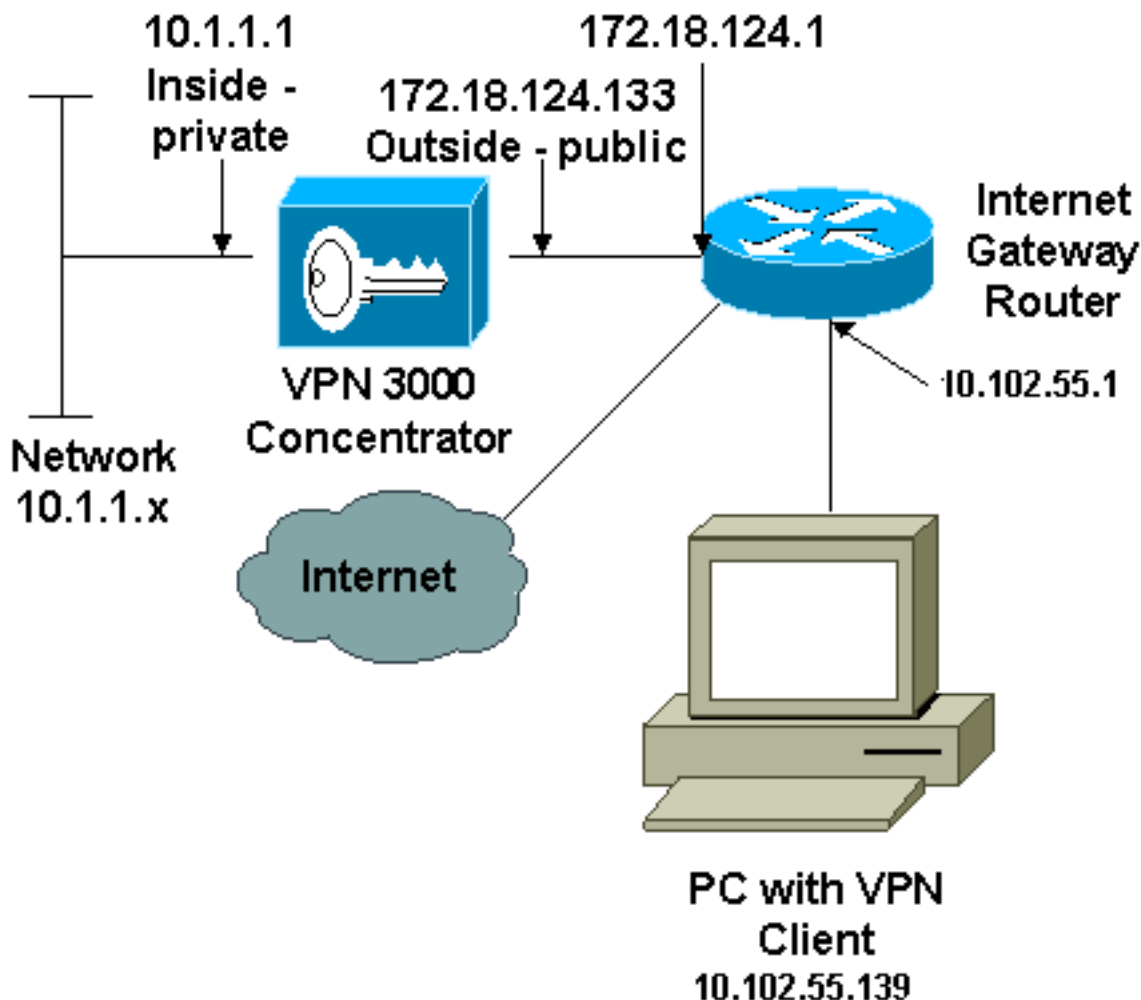 10.1.1.1
Inside -
private
172.18.124.133
Outside - public
172.18.124.1
Internet
Gateway
Router
10.102.55.1
VPN 3000
Concentrator
Network
10.1.1.x
Internet
PC with VPN
Client
10.102.55.139